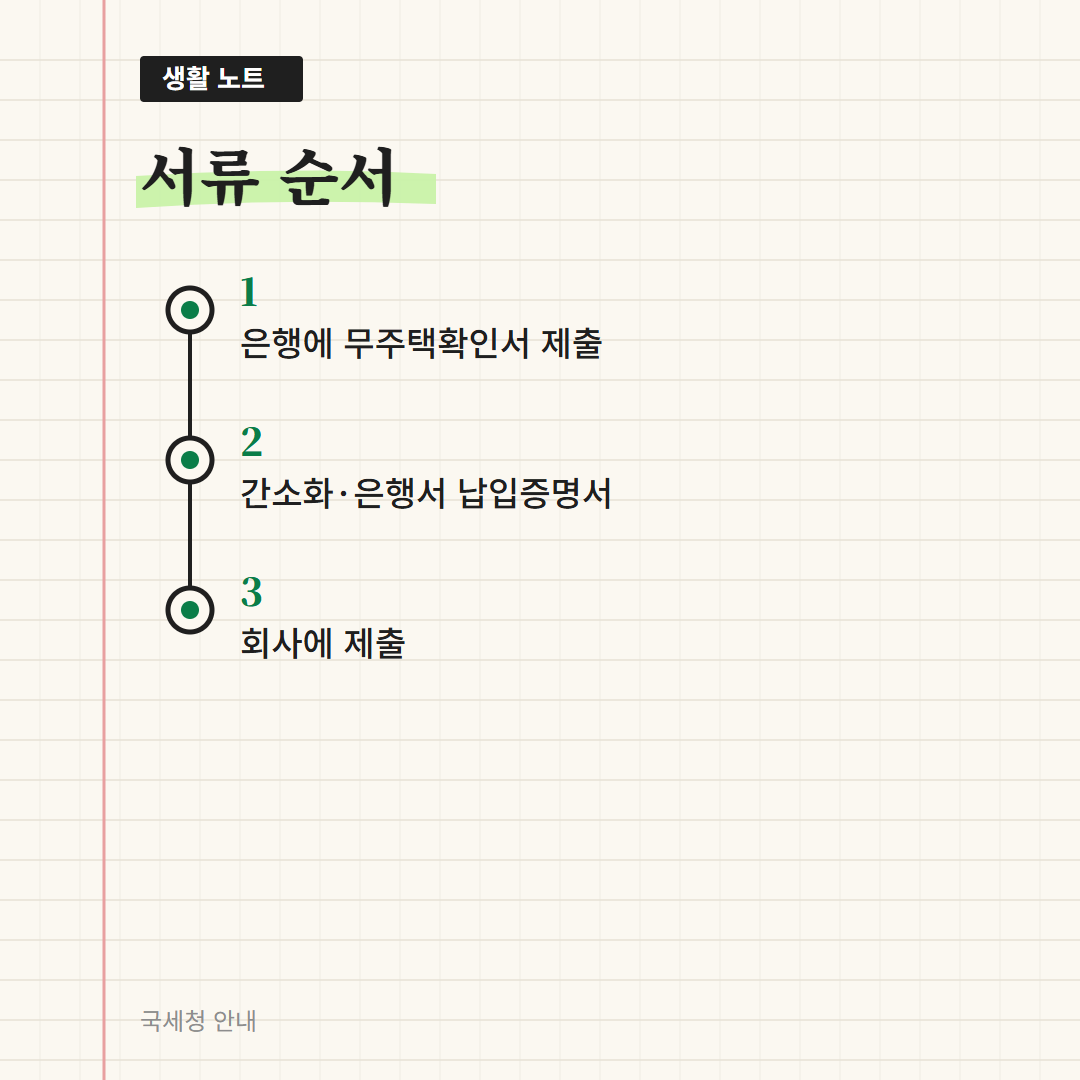 생활 노트
서류 순서
1
은행에 무주택확인서 제출
2
간소화·은행서 납입증명서
3
회사에 제출
국세청 안내